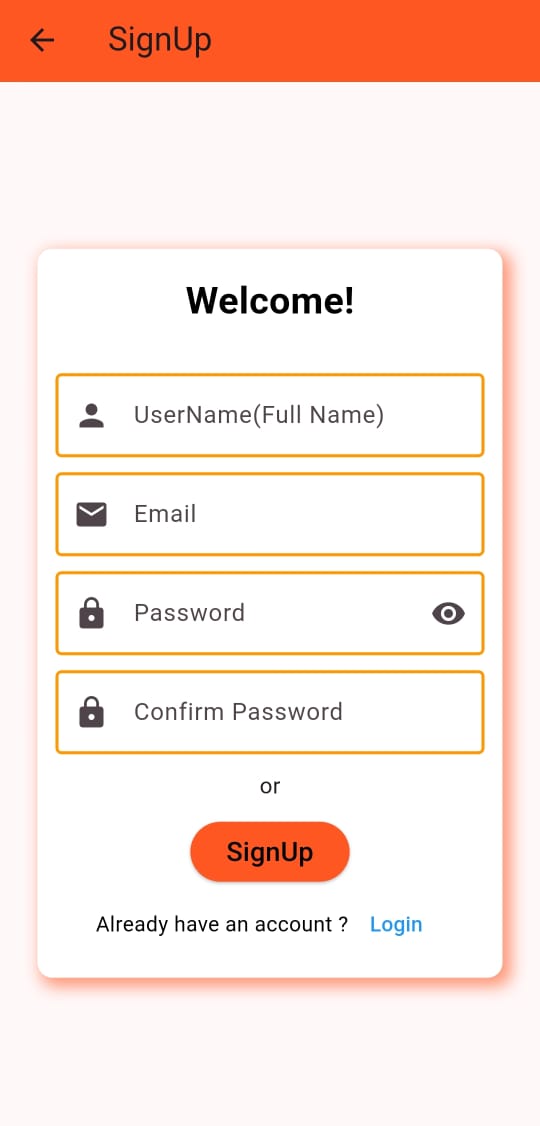 SignUp
Welcome!
UserName(Full Name)
Email
Password
Confirm Password
or
SignUp
Already have an account ? Login